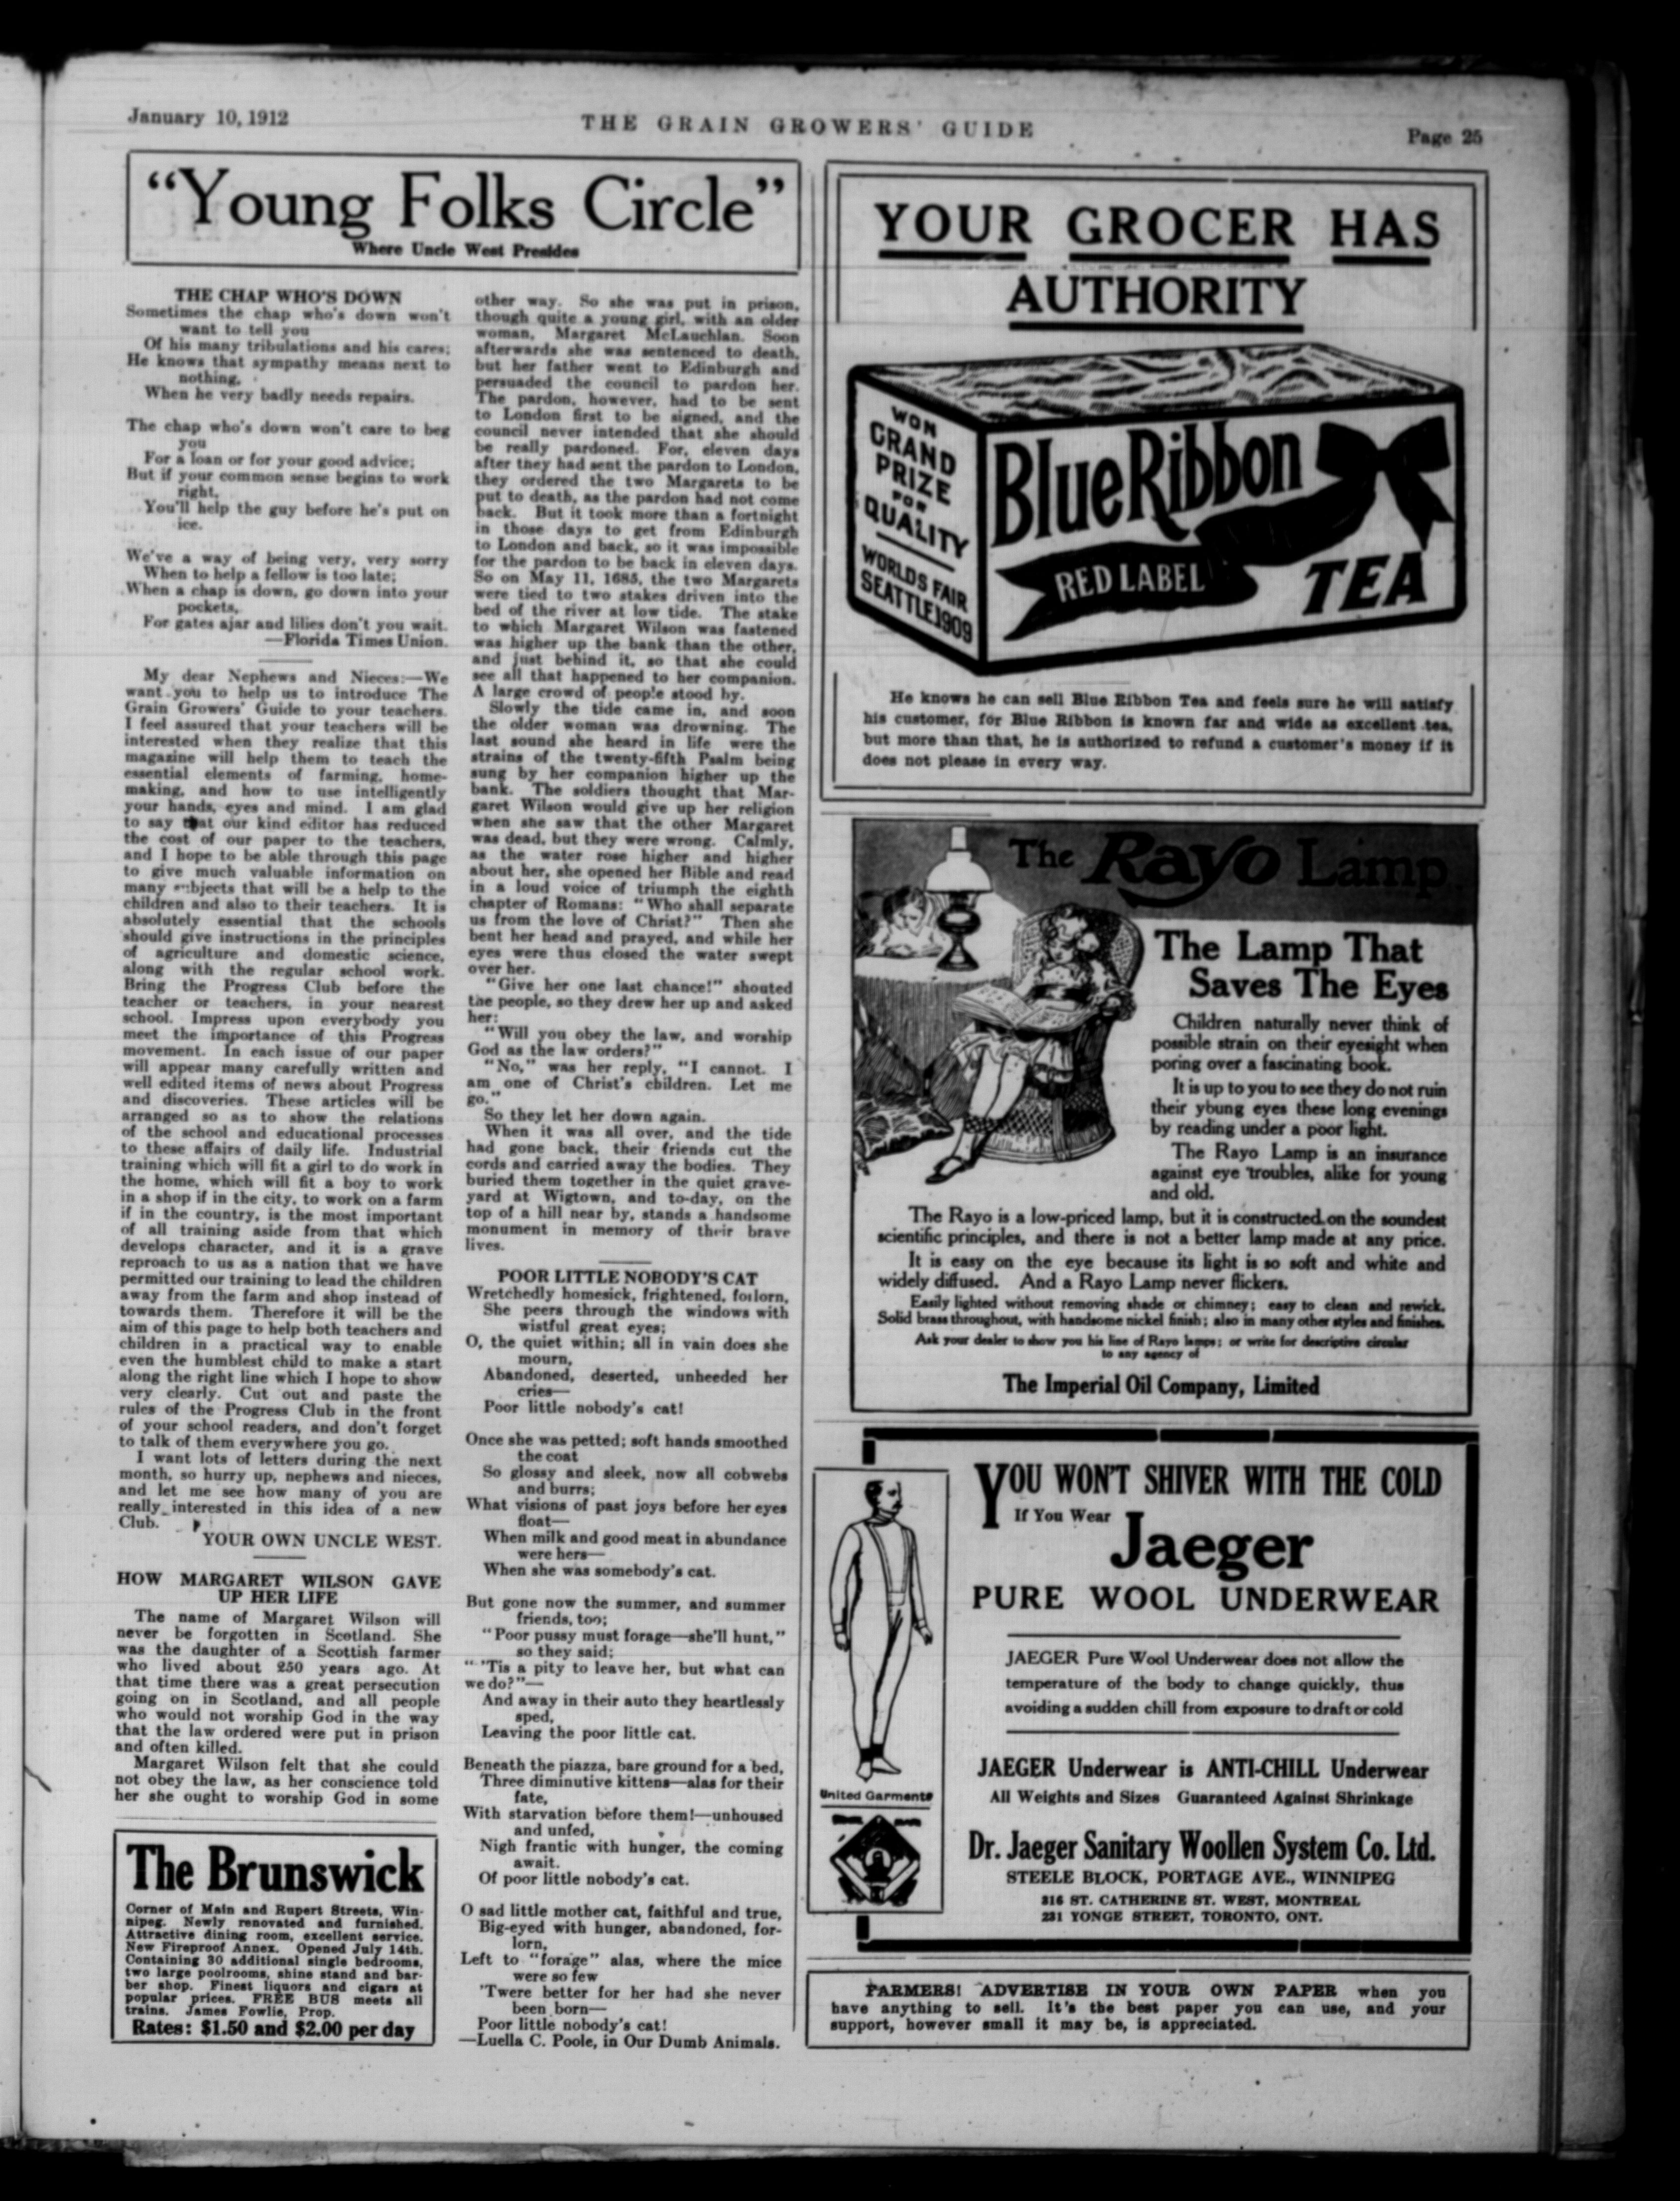 January 10, 1912
THE GRAIN GROWERS' GUIDE
Page 25
"Young Folks Circle"
Where Uncle West Presides
THE CHAP WHO'S DOWN
Sometimes the chap who's down won't
want to tell you
Of his many tribulations and his cares;
He knows that sympathy means next to
nothing,
When he very badly needs repairs.
The chap who's down won't care to beg
you
For a loan or for your good advice;
But if your common sense begins to work
right,
You'll help the guy before he's put on
ice.
We've a way of being very, very sorry
When to help a fellow is too late;
When a chap is down, go down into your
pockets,
For gates ajar and lilies don't you wait.
—Florida Times Union.
My dear Nephews and Nieces:—We
want you to help us to introduce The
Grain Growers' Guide to your teachers.
I feel assured that your teachers will be
interested when they realize that this
magazine will help them to teach the
essential elements of farming, home-
making, and how to use intelligently
your hands, eyes and mind. I am glad
to say that our kind editor has reduced
the cost of our paper to the teachers,
and I hope to be able through this page
to give much valuable information on
many subjects that will be a help to the
children and also to their teachers. It is
absolutely essential that the schools
should give instructions in the principles
of agriculture and domestic science,
along with the regular school work.
Bring the Progress Club before the
teacher or teachers, in your nearest
school. Impress upon everybody you
meet the importance of this Progress
movement. In each issue of our paper
will appear many carefully written and
well edited items of news about Progress
and discoveries. These articles will be
arranged so as to show the relations
of the school and educational processes
to these affairs of daily life. Industrial
training which will fit a girl to do work in
the home, which will fit a boy to work
in a shop if in the city, to work on a farm
if in the country, is the most important
of all training aside from that which
develops character, and it is a grave
reproach to us as a nation that we have
permitted our training to lead the children
away from the farm and shop instead of
towards them. Therefore it will be the
aim of this page to help both teachers and
children in a practical way to enable
even the humblest child to make a start
along the right line which I hope to show
very clearly. Cut out and paste the
rules of the Progress Club in the front
of your school readers, and don't forget
to talk of them everywhere you go.
I want lots of letters during the next
month, so hurry up, nephews and nieces,
and let me see how many of you are
really interested in this idea of a new
Club.
YOUR OWN UNCLE WEST.
HOW MARGARET WILSON GAVE
UP HER LIFE
The name of Margaret Wilson will
never be forgotten in Scotland. She
was the daughter of a Scottish farmer
who lived about 250 years ago. At
that time there was a great persecution
going on in Scotland, and all people
who would not worship God in the way
that the law ordered were put in prison
and often killed.
Margaret Wilson felt that she could
not obey the law, as her conscience told
her she ought to worship God in some
The Brunswick
Corner of Main and Rupert Streets, Win-
nipeg. Newly renovated and furnished.
Attractive dining room, excellent service.
New Fireproof Annex. Opened July 14th.
Containing 30 additional single bedrooms,
two large poolrooms, shine stand and bar-
ber shop. Finest liquors and cigars at
popular prices. FREE BUS meets all
trains. James Fowlie, Prop.
Rates: $1.50 and $2.00 per day
other way. So she was put in prison,
though quite a young girl, with an older
woman, Margaret McLauchlan. Soon
afterwards she was sentenced to death,
but her father went to Edinburgh and
persuaded the council to pardon her.
The pardon, however, had to be sent
to London first to be signed, and the
council never intended that she should
be really pardoned. For, eleven days
after they had sent the pardon to London,
they ordered the two Margarets to be
put to death, as the pardon had not come
back. But it took more than a fortnight
in those days to get from Edinburgh
to London and back, so it was impossible
for the pardon to be back in eleven days.
So on May 11, 1685, the two Margarets
were tied to two stakes driven into the
bed of the river at low tide. The stake
to which Margaret Wilson was fastened
was higher up the bank than the other,
and just behind it, so that she could
see all that happened to her companion.
A large crowd of people stood by.
Slowly the tide came in, and soon
the older woman was drowning. The
last sound she heard in life were the
strains of the twenty-fifth Psalm being
sung by her companion higher up the
bank. The soldiers thought that Mar-
garet Wilson would give up her religion
when she saw that the other Margaret
was dead, but they were wrong. Calmly,
as the water rose higher and higher
about her, she opened her Bible and read
in a loud voice of triumph the eighth
chapter of Romans: "Who shall separate
us from the love of Christ?" Then she
bent her head and prayed, and while her
eyes were thus closed the water swept
over her.
"Give her one last chance!" shouted
the people, so they drew her up and asked
her:
"Will you obey the law, and worship
God as the law orders?"
"No," was her reply, "I cannot. I
am one of Christ's children. Let me
go."
So they let her down again.
When it was all over, and the tide
had gone back, their friends cut the
cords and carried away the bodies. They
buried them together in the quiet grave-
yard at Wigtown, and to-day, on the
top of a hill near by, stands a handsome
monument in memory of their brave
lives.
POOR LITTLE NOBODY'S CAT
Wretchedly homesick, frightened, forlorn,
She peers through the windows with
wistful great eyes;
O, the quiet within; all in vain does she
mourn,
Abandoned, deserted, unheeded her
cries—
Poor little nobody's cat!
Once she was petted; soft hands smoothed
the coat
So glossy and sleek, now all cobwebs
and burrs;
What visions of past joys before her eyes
float—
When milk and good meat in abundance
were hers—
When she was somebody's cat.
But gone now the summer, and summer
friends, too;
"Poor pussy must forage—she'll hunt,"
so they said;
"'Tis a pity to leave her, but what can
we do?"—
And away in their auto they heartlessly
sped,
Leaving the poor little cat.
Beneath the piazza, bare ground for a bed,
Three diminutive kittens—alas for their
fate,
With starvation before them!—unhoused
and unfed,
Nigh frantic with hunger, the coming
await.
Of poor little nobody's cat.
O sad little mother cat, faithful and true,
Big-eyed with hunger, abandoned, for-
lorn,
Left to "forage" alas, where the mice
were so few
'Twere better for her had she never
been born—
Poor little nobody's cat!
—Luella C. Poole, in Our Dumb Animals.
YOUR GROCER HAS
AUTHORITY
WON
GRAND
PRIZE
FOR
QUALITY
WORLDS FAIR
SEATTLE 1909
Blue Ribbon
RED LABEL
TEA
He knows he can sell Blue Ribbon Tea and feels sure he will satisfy
his customer, for Blue Ribbon is known far and wide as excellent tea,
but more than that, he is authorized to refund a customer's money if it
does not please in every way.
The Rayo Lamp
The Lamp That
Saves The Eyes
Children naturally never think of
possible strain on their eyesight when
poring over a fascinating book.
It is up to you to see they do not ruin
their young eyes these long evenings
by reading under a poor light.
The Rayo Lamp is an insurance
against eye troubles, alike for young
and old.
The Rayo is a low-priced lamp, but it is constructed on the soundest
scientific principles, and there is not a better lamp made at any price.
It is easy on the eye because its light is so soft and white and
widely diffused. And a Rayo Lamp never flickers.
Easily lighted without removing shade or chimney; easy to clean and rewick.
Solid brass throughout, with handsome nickel finish; also in many other styles and finishes.
Ask your dealer to show you his line of Rayo lamps; or write for descriptive circular
to any agency of
The Imperial Oil Company, Limited
YOU WON'T SHIVER WITH THE COLD
If You Wear
Jaeger
PURE WOOL UNDERWEAR
JAEGER Pure Wool Underwear does not allow the
temperature of the body to change quickly, thus
avoiding a sudden chill from exposure to draft or cold
JAEGER Underwear is ANTI-CHILL Underwear
All Weights and Sizes Guaranteed Against Shrinkage
United Garments
Dr. Jaeger Sanitary Woollen System Co. Ltd.
STEELE BLOCK, PORTAGE AVE., WINNIPEG
316 ST. CATHERINE ST. WEST, MONTREAL
231 YONGE STREET, TORONTO, ONT.
FARMERS! ADVERTISE IN YOUR OWN PAPER when you
have anything to sell. It's the best paper you can use, and your
support, however small it may be, is appreciated.